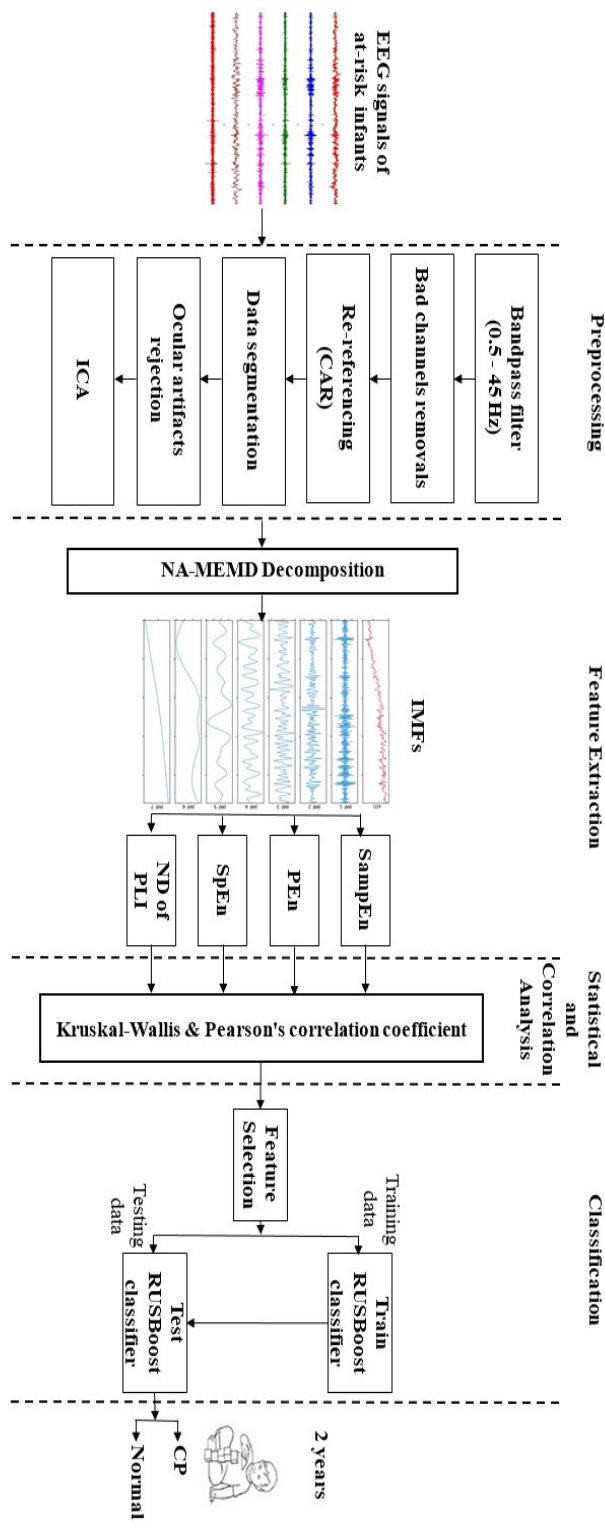 EEG signals of
at-risk infants
Preprocessing
Bandpass filter
(0.5 - 45 Hz)
Bad channels removals
Re-referencing
(CAR)
Data segmentation
Ocular artifacts
rejection
ICA
Feature Extraction
NA-MEMD Decomposition
IMFs
SampEn
PEn
SpEn
ND of
PLI
Statistical
and
Correlation
Analysis
Kruskal-Wallis & Pearson's correlation coefficient
Classification
Feature
Selection
Training
data
Testing
data
Train
RUSBoost
classifier
Test
RUSBoost
classifier
2 years
CP
Normal